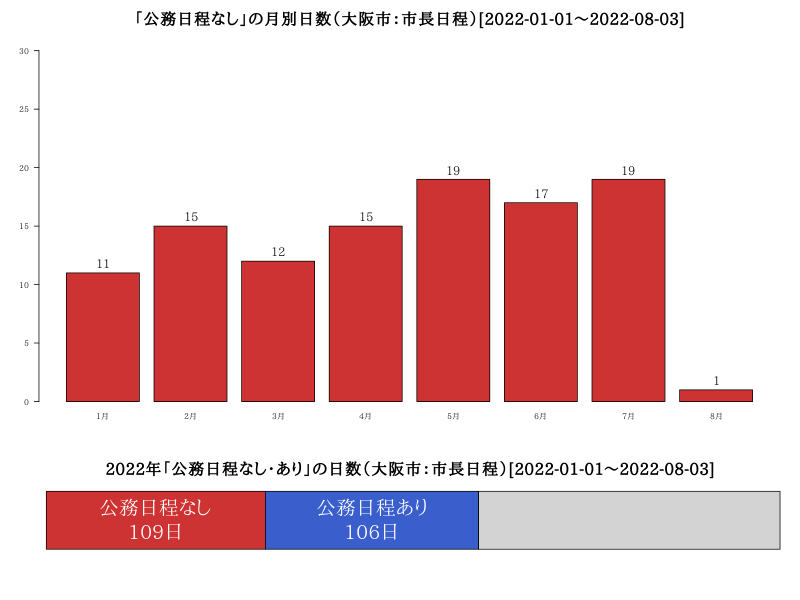 「公務日程なし」の月別日数(大阪市:市長日程)[2022-01-01〜2022-08-03]
30
25
20
15
10
5
0
11
15
12
15
19
17
19
1
1月
2月
3月
4月
5月
6月
7月
8月
2022年「公務日程なし・あり」の日数(大阪市:市長日程)[2022-01-01〜2022-08-03]
公務日程なし
109日
公務日程あり
106日